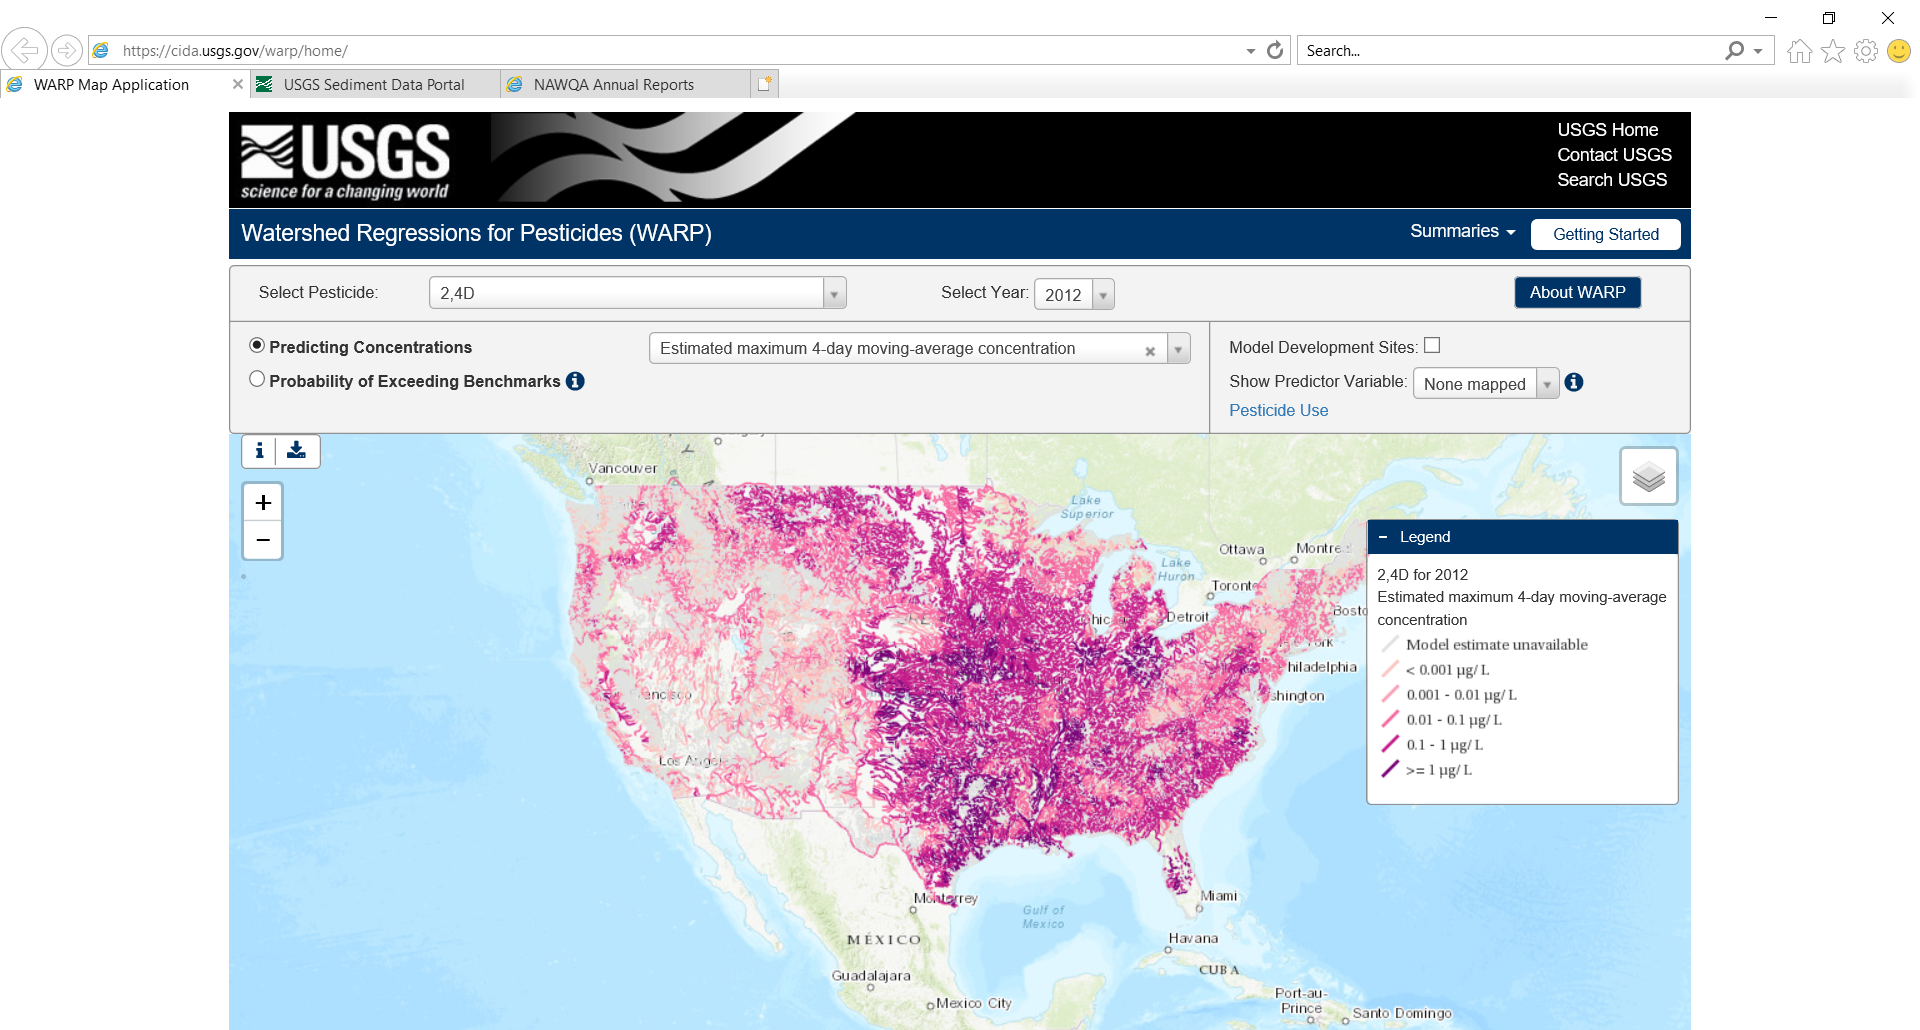 https://cida.usgs.gov/warp/home/
Search...
WARP Map Application
USGS Sediment Data Portal
NAWQA Annual Reports
USGS
science for a changing world
USGS Home
Contact USGS
Search USGS
Watershed Regressions for Pesticides (WARP)
Summaries
Getting Started
Select Pesticide:
2,4D
Select Year:
2012
About WARP
Predicting Concentrations
Estimated maximum 4-day moving-average concentration
Probability of Exceeding Benchmarks
Model Development Sites:
Show Predictor Variable:
None mapped
Pesticide Use
Vancouver
Lake
Superior
Ottawa
Montre
Lake
Huron
Toront
Detroit
Bosto
hiladelphia
shington
Los Ange
Monterrey
Gulf of
Mexico
Miami
Havana
MÉXICO
CUBA
Guadalajara
Mexico City
Port-au-
Prince
Santo Domingo
Legend
2,4D for 2012
Estimated maximum 4-day moving-average
concentration
Model estimate unavailable
< 0.001 µg/ L
0.001 - 0.01 µg/ L
0.01 - 0.1 µg/ L
0.1 - 1 µg/ L
>= 1 µg/ L